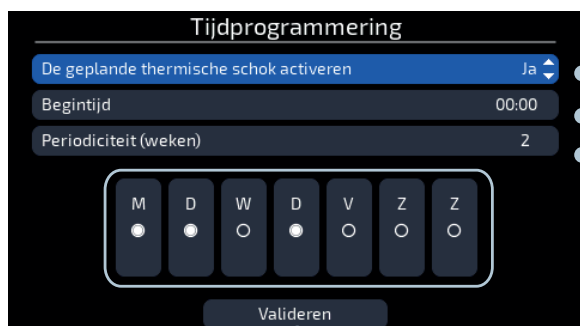 Tijdprogrammering
De geplande thermische schok activeren Ja
Begintijd 00:00
Periodiciteit (weken) 2
M D W D V Z Z
Valideren